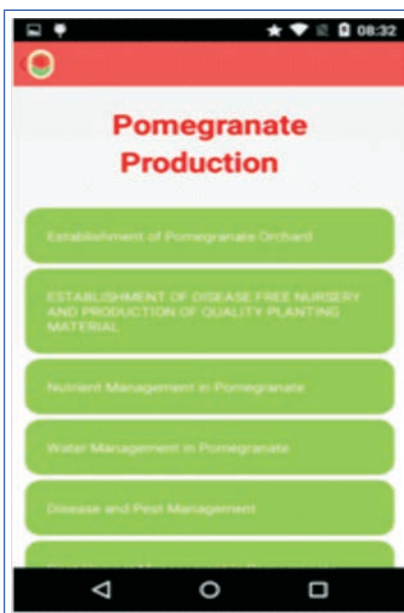 08:32
Pomegranate
Production
Establishment of Pomegranate Orchard
ESTABLISHMENT OF DISEASE FREE NURSERY
AND PRODUCTION OF QUALITY PLANTING
MATERIAL
Nutrient Management in Pomegranate
Water Management in Pomegranate
Disease and Pest Management